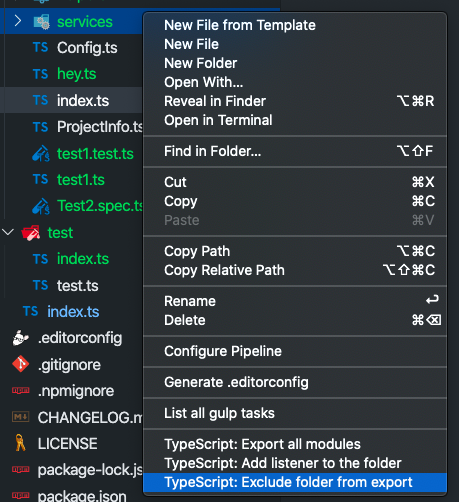 services
TS Config.ts
TS hey.ts
TS index.ts
TS ProjectInfo.ts
test1.test.ts
TS test1.ts
Test2.spec.ts
test
TS index.ts
TS test.ts
TS index.ts
.editorconfig
.gitignore
.npmignore
CHANGELOG.m
LICENSE
package-lock.js
package.json
New File from Template
New File
New Folder
Open With...
Reveal in Finder ⌥⌘R
Open in Terminal
Find in Folder... ⌥⇧F
Cut ⌘X
Copy ⌘C
Paste ⌘V
Copy Path ⌥⌘C
Copy Relative Path ⌥⇧⌘C
Rename ↩
Delete ⌘⌫
Configure Pipeline
Generate .editorconfig
List all gulp tasks
TypeScript: Export all modules
TypeScript: Add listener to the folder
TypeScript: Exclude folder from export